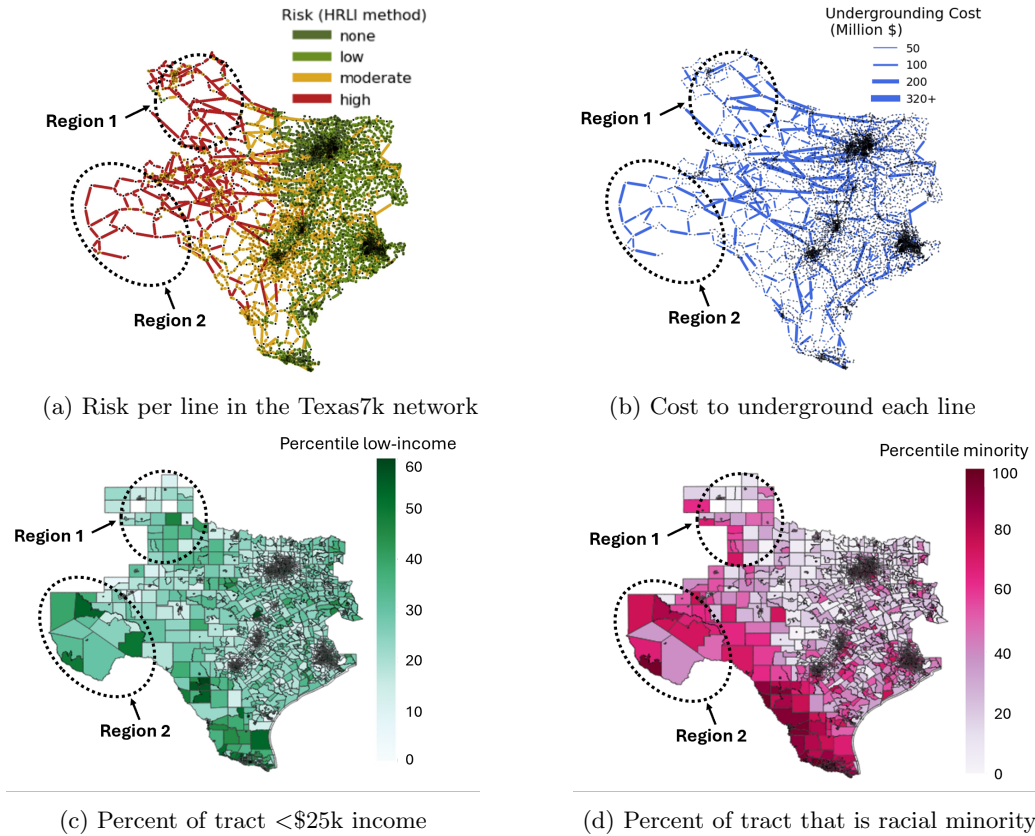 Risk (HRLI method)
none
low
moderate
high
Region 1
Region 2
(a) Risk per line in the Texas7k network
Undergrounding Cost
(Million $)
50
100
200
320+
Region 1
Region 2
(b) Cost to underground each line
Percentile low-income
60
50
40
30
20
10
0
Region 1
Region 2
(c) Percent of tract <$25k income
Percentile minority
100
80
60
40
20
0
Region 1
Region 2
(d) Percent of tract that is racial minority